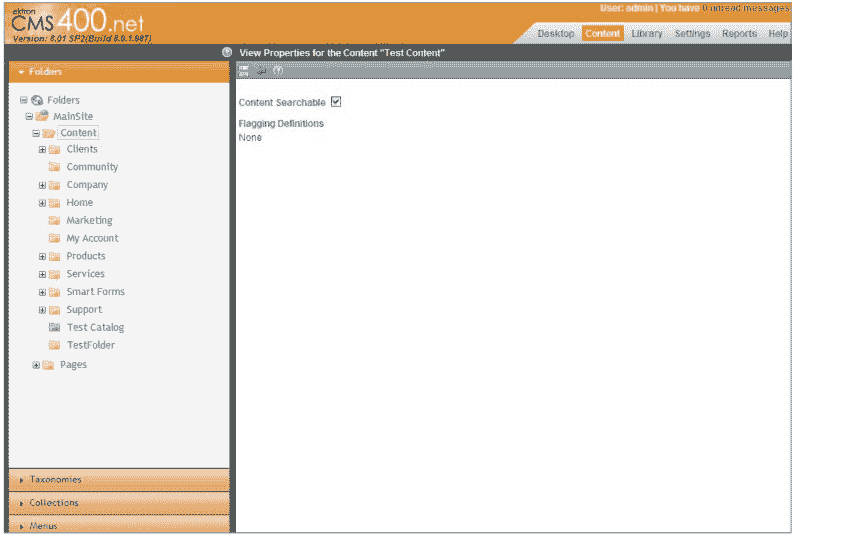 ektron
CMS400.net
Version: 8.01 SP2(Build 8.0.1.087)
User: admin | You have 0 unread messages
Desktop Content Library Settings Reports Help
View Properties for the Content "Test Content"
Folders
Folders
MainSite
Content
Clients
Community
Company
Home
Marketing
My Account
Products
Services
Smart Forms
Support
Test Catalog
TestFolder
Pages
Content Searchable
Flagging Definitions
None
Taxonomies
Collections
Menus